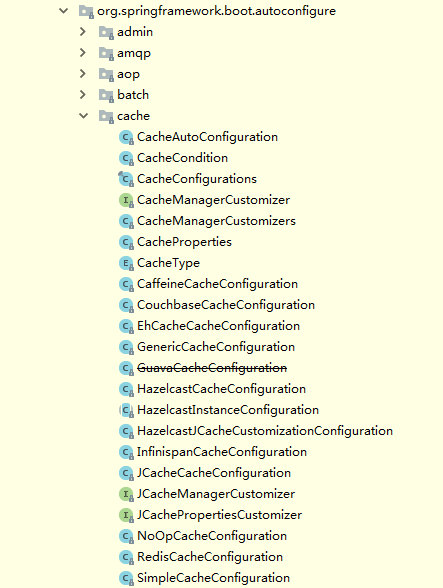 org.springframework.boot.autoconfigure
admin
amqp
aop
batch
cache
CacheAutoConfiguration
CacheCondition
CacheConfigurations
CacheManagerCustomizer
CacheManagerCustomizers
CacheProperties
CacheType
CaffeineCacheConfiguration
CouchbaseCacheConfiguration
EhCacheCacheConfiguration
GenericCacheConfiguration
GuavaCacheConfiguration
HazelcastCacheConfiguration
HazelcastInstanceConfiguration
HazelcastJCacheCustomizationConfiguration
InfinispanCacheConfiguration
JCacheCacheConfiguration
JCacheManagerCustomizer
JCachePropertiesCustomizer
NoOpCacheConfiguration
RedisCacheConfiguration
SimpleCacheConfiguration